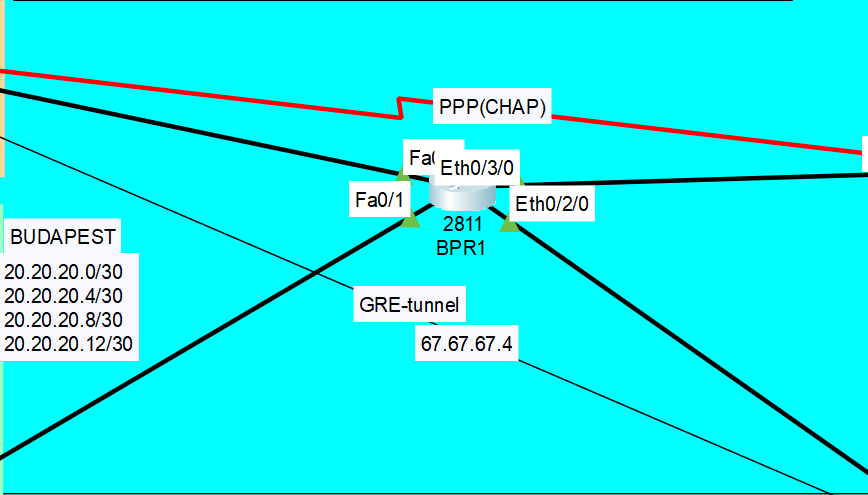 PPP(CHAP)
Eth0/3/0
Fa0/1
Eth0/2/0
2811
BPR1
BUDAPEST
20.20.20.0/30
20.20.20.4/30
20.20.20.8/30
20.20.20.12/30
GRE-tunnel
67.67.67.4